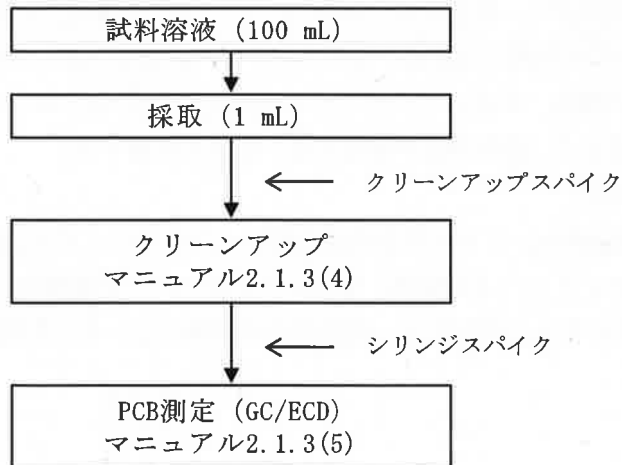 試料溶液 (100 mL)
採取 (1 mL)
クリーンアップスパイク
クリーンアップ
マニュアル2.1.3(4)
シリンジスパイク
PCB測定 (GC/ECD)
マニュアル2.1.3(5)